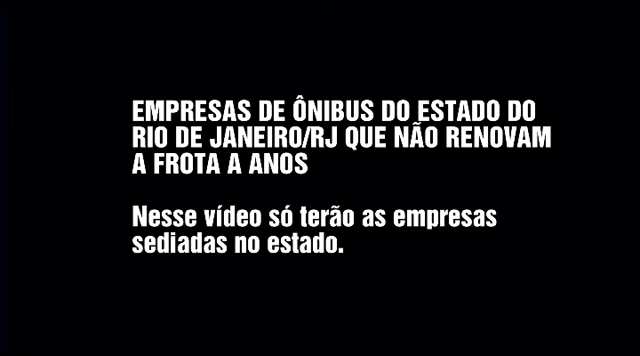 EMPRESAS DE ÔNIBUS DO ESTADO DO
RIO DE JANEIRO/RJ QUE NÃO RENOVAM
A FROTA A ANOS
Nesse vídeo só terão as empresas
sediadas no estado.